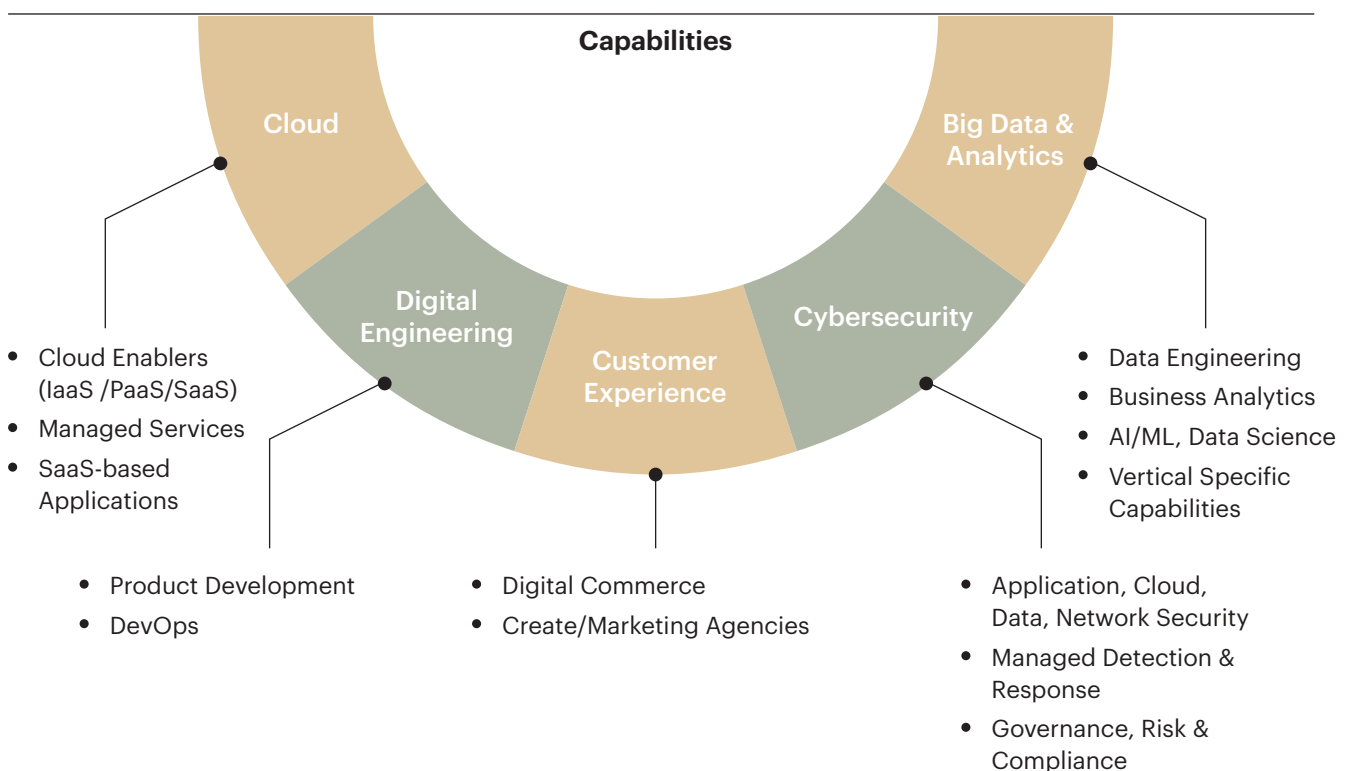 Capabilities
Cloud
Big Data &
Analytics
Digital
Engineering
Cybersecurity
Customer
Experience
• Cloud Enablers
(IaaS /PaaS/SaaS)
• Managed Services
• SaaS-based
Applications
• Product Development
• DevOps
• Digital Commerce
• Create/Marketing Agencies
• Application, Cloud,
Data, Network Security
• Managed Detection &
Response
• Governance, Risk &
Compliance
• Data Engineering
• Business Analytics
• AI/ML, Data Science
• Vertical Specific
Capabilities